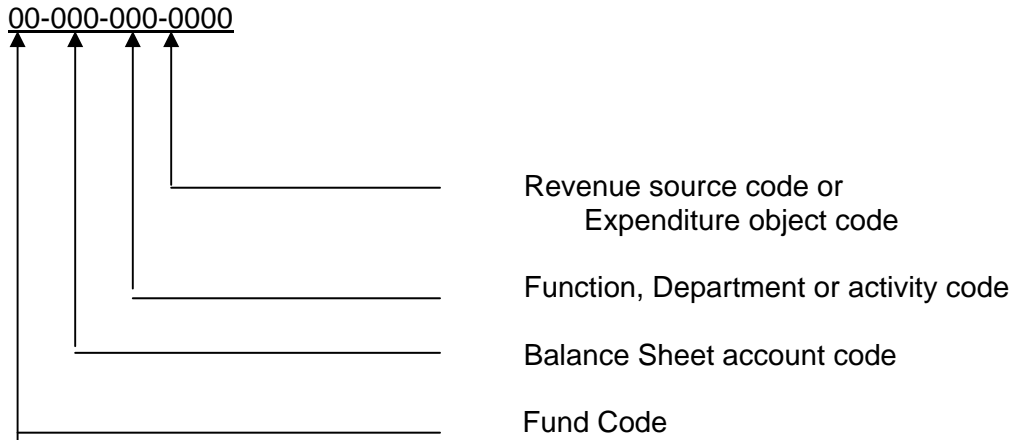 00-000-000-0000
Revenue source code or
Expenditure object code
Function, Department or activity code
Balance Sheet account code
Fund Code